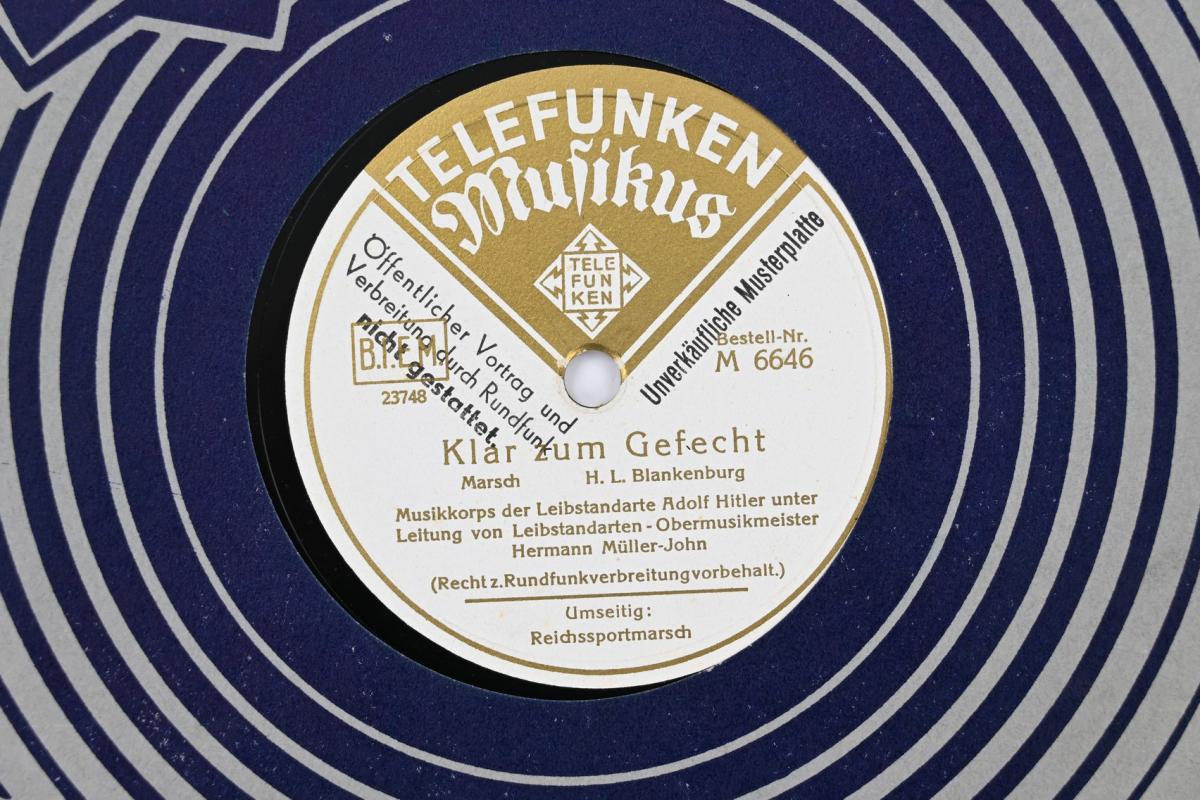 TELEFUNKEN
Musikus
TELE
FUN
KEN
Öffentlicher Vortrag und
Verbreitung durch Rundfunk
nicht gestattet.
Unverkäufliche Musterplatte
B.I.E.M
23748
Bestell-Nr.
M 6646
Klar zum Gefecht
Marsch H. L. Blankenburg
Musikkorps der Leibstandarte Adolf Hitler unter
Leitung von Leibstandarten-Obermusikmeister
Hermann Müller-John
(Recht z. Rundfunkverbreitung vorbehalt.)
Umseitig:
Reichssportmarsch